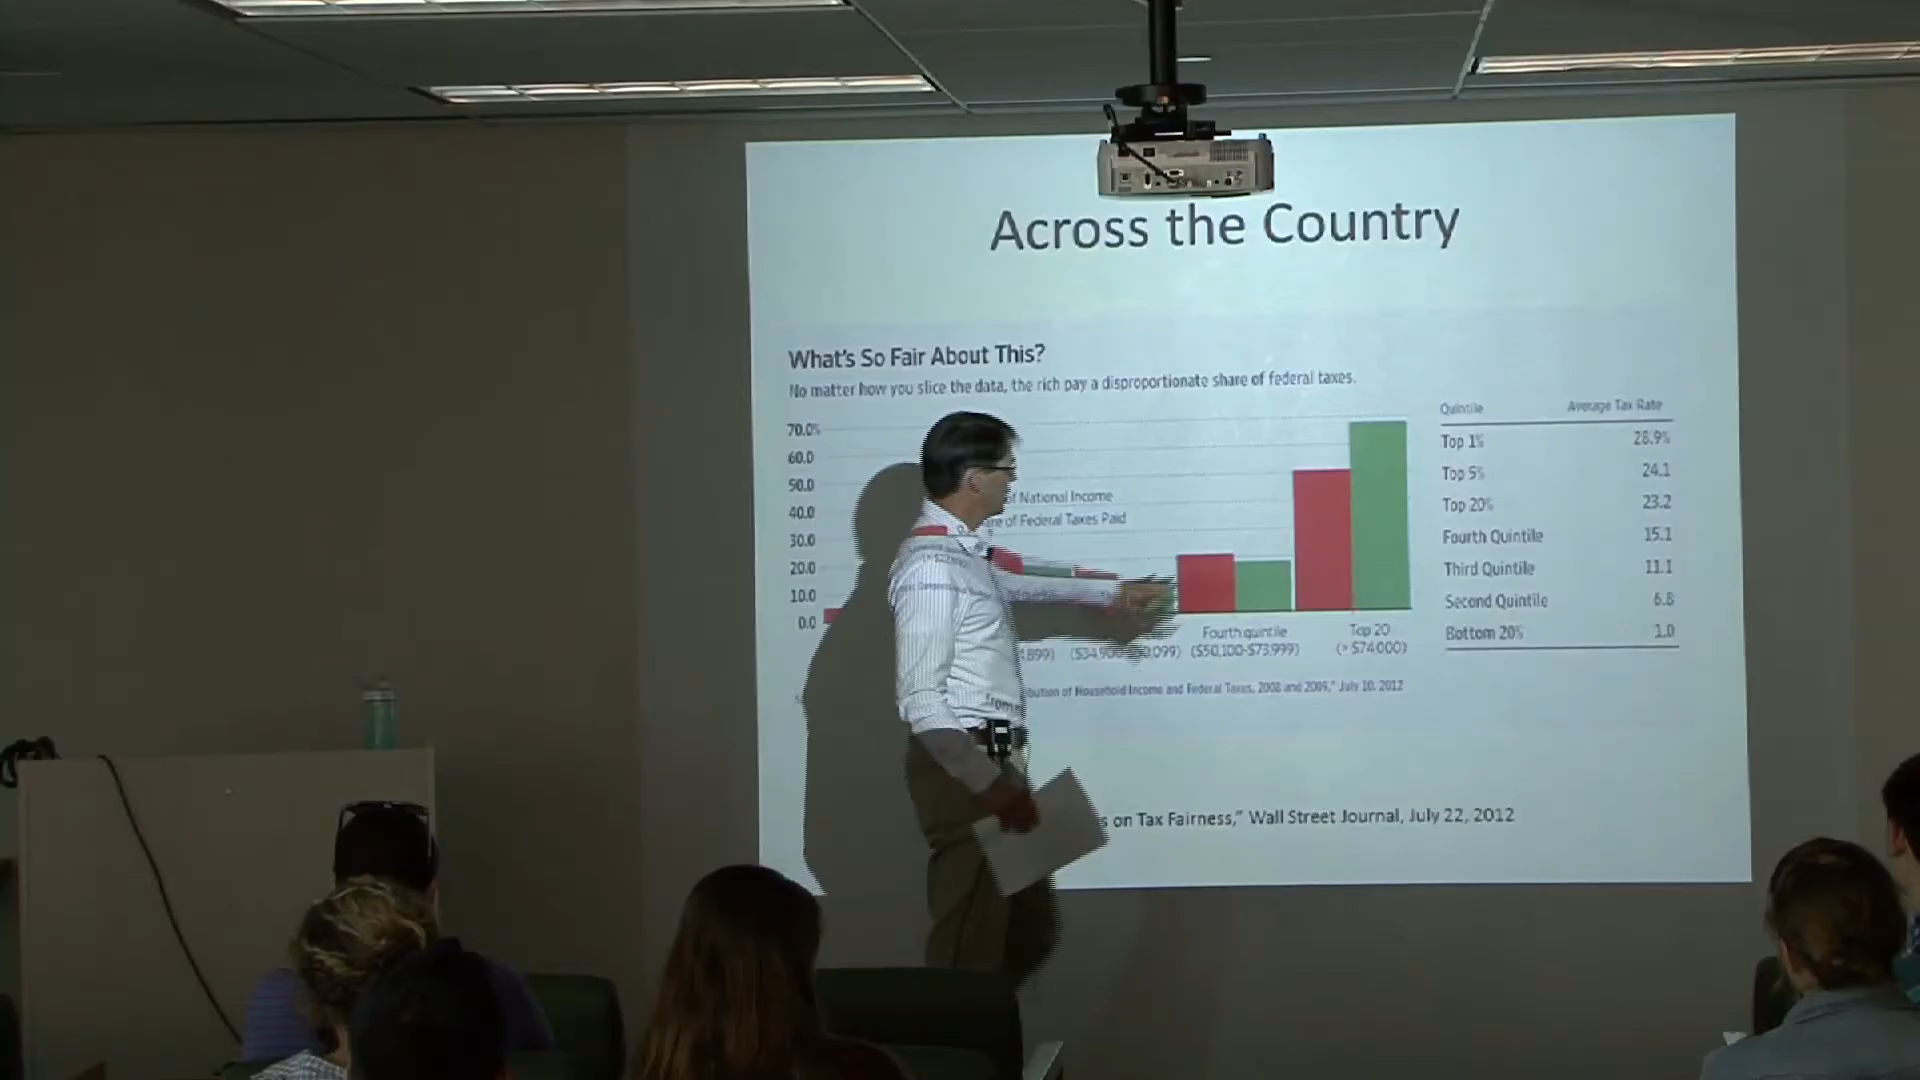 Across the Country
What's So Fair About This?
No matter how you slice the data, the rich pay a disproportionate share of federal taxes.
70.0%
60.0
50.0
40.0
30.0
20.0
10.0
0.0
of National Income
of Federal Taxes Paid
Fourth quintile
($50,100-$73,999)
Top 20
(> $74,000)
of Household Income and Federal Taxes, 2008 and 2009," July 10, 2012
Quintile Average Tax Rate
Top 1% 28.9%
Top 5% 24.1
Top 20% 23.2
Fourth Quintile 15.1
Third Quintile 11.1
Second Quintile 6.8
Bottom 20% 1.0
on Tax Fairness," Wall Street Journal, July 22, 2012
from